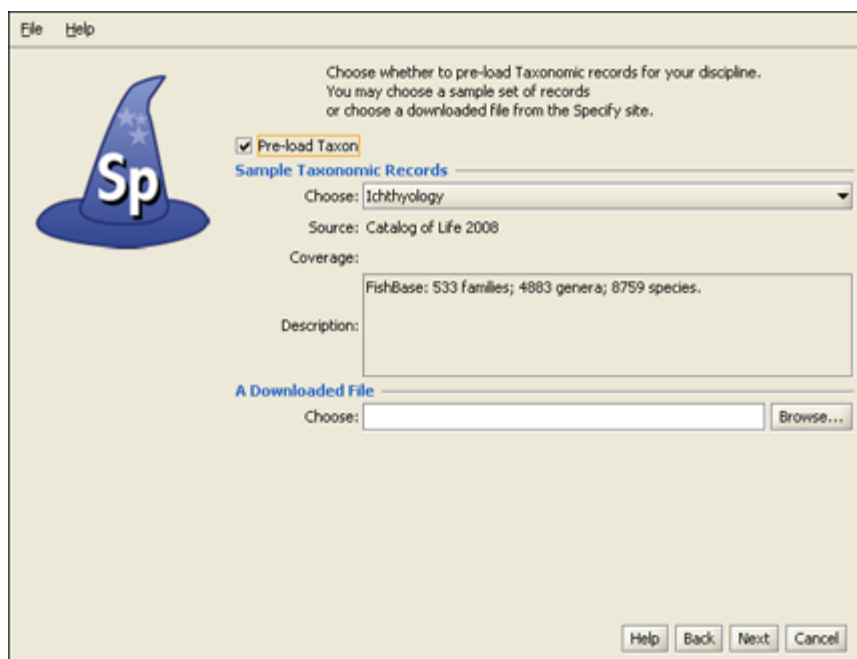 File Help
Choose whether to pre-load Taxonomic records for your discipline.
You may choose a sample set of records
or choose a downloaded file from the Specify site.
Sp
Pre-load Taxon
Sample Taxonomic Records
Choose: Ichthyology
Source: Catalog of Life 2008
Coverage:
FishBase: 533 families; 4883 genera; 8759 species.
Description:
A Downloaded File
Choose: Browse...
Help Back Next Cancel